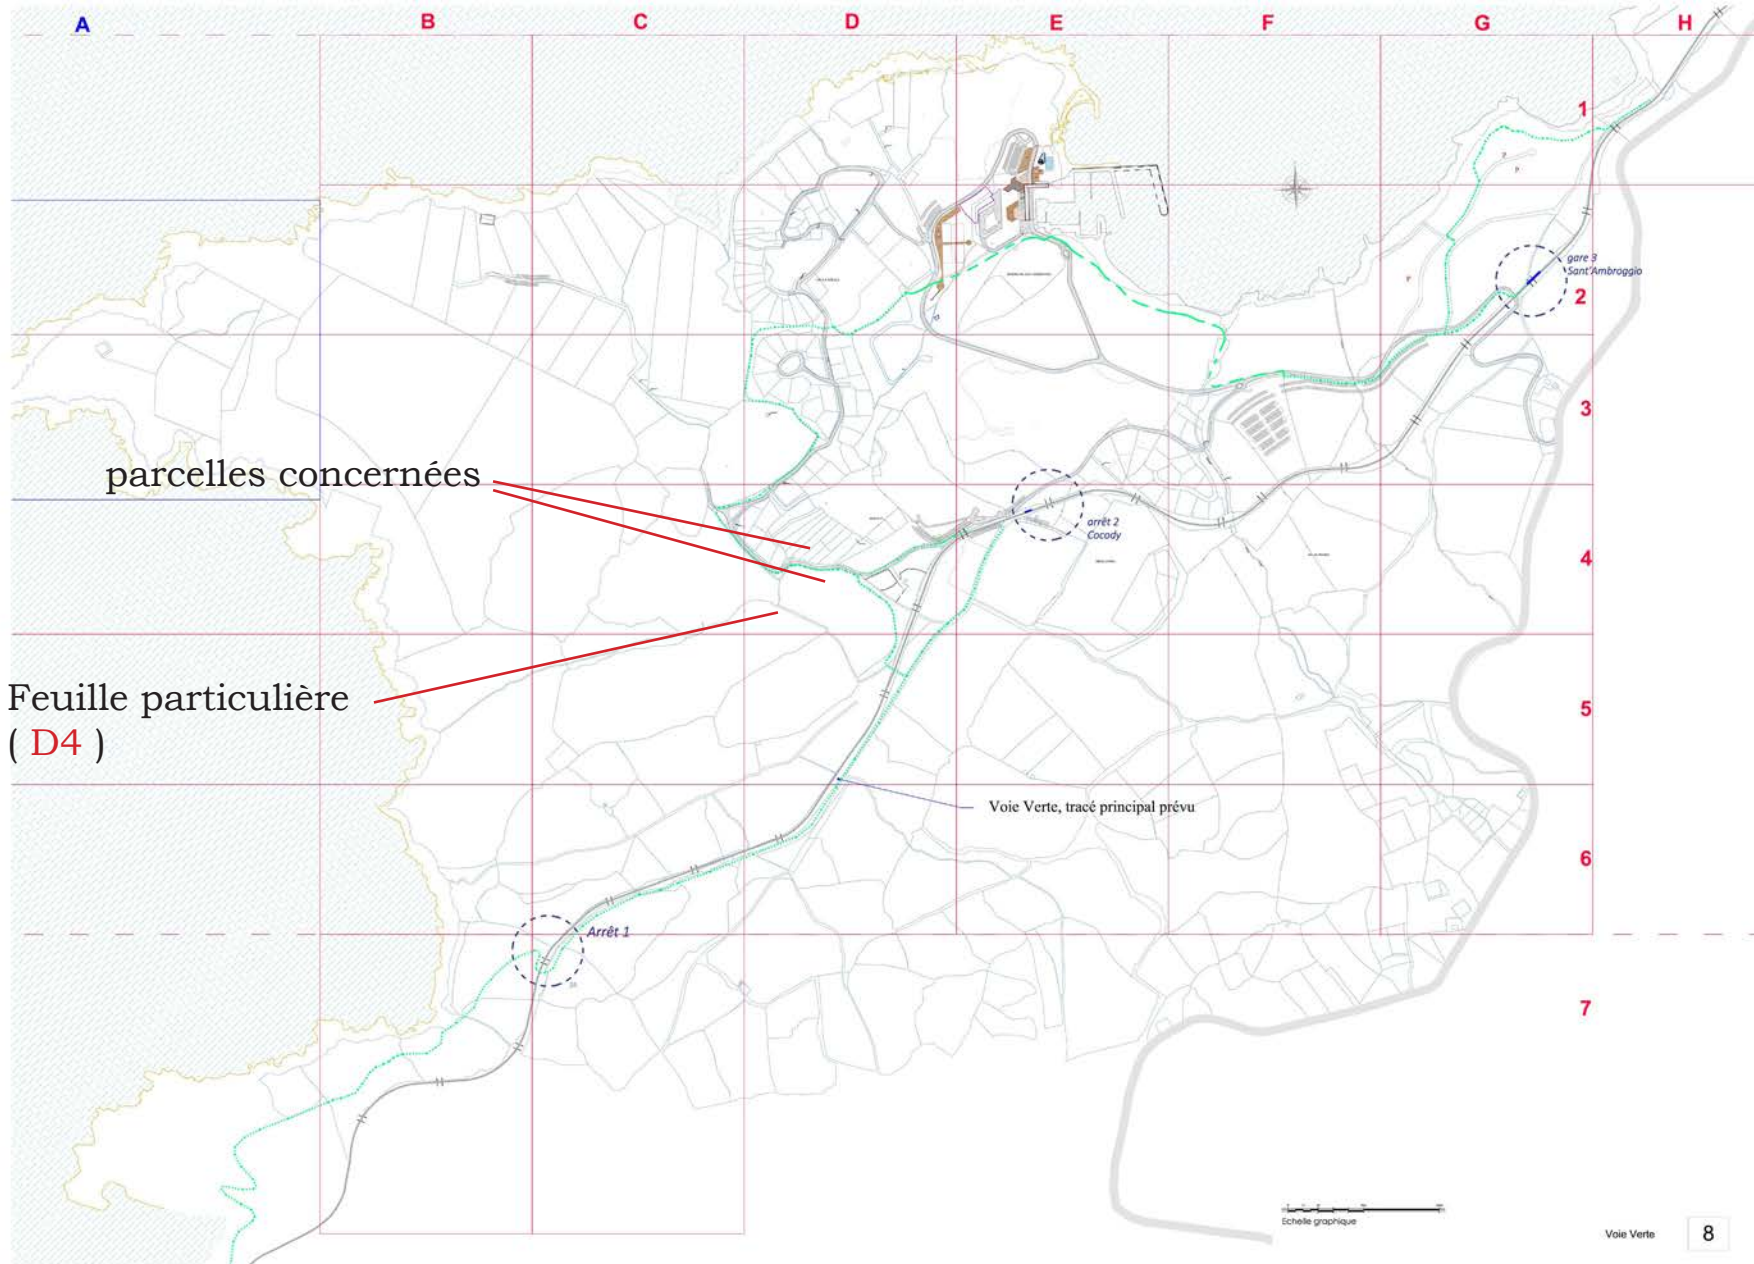 A B C D E F G H
1
gare 3
Sant'Ambroggio
2
3
parcelles concernées
arrêt 2
Cocody
4
Feuille particulière
( D4 )
5
Voie Verte, tracé principal prévu
6
Arrêt 1
7
Echelle graphique
Voie Verte 8